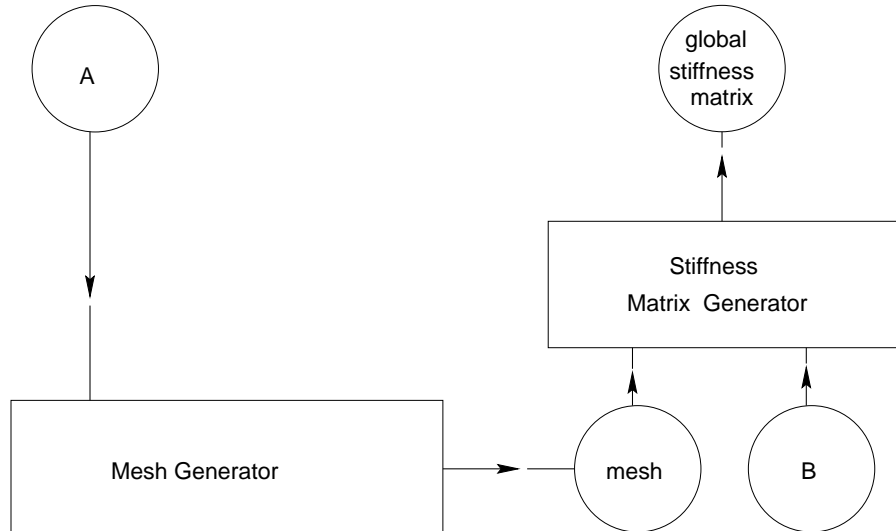 A
global
stiffness
matrix
Stiffness
Matrix Generator
Mesh Generator
mesh
B